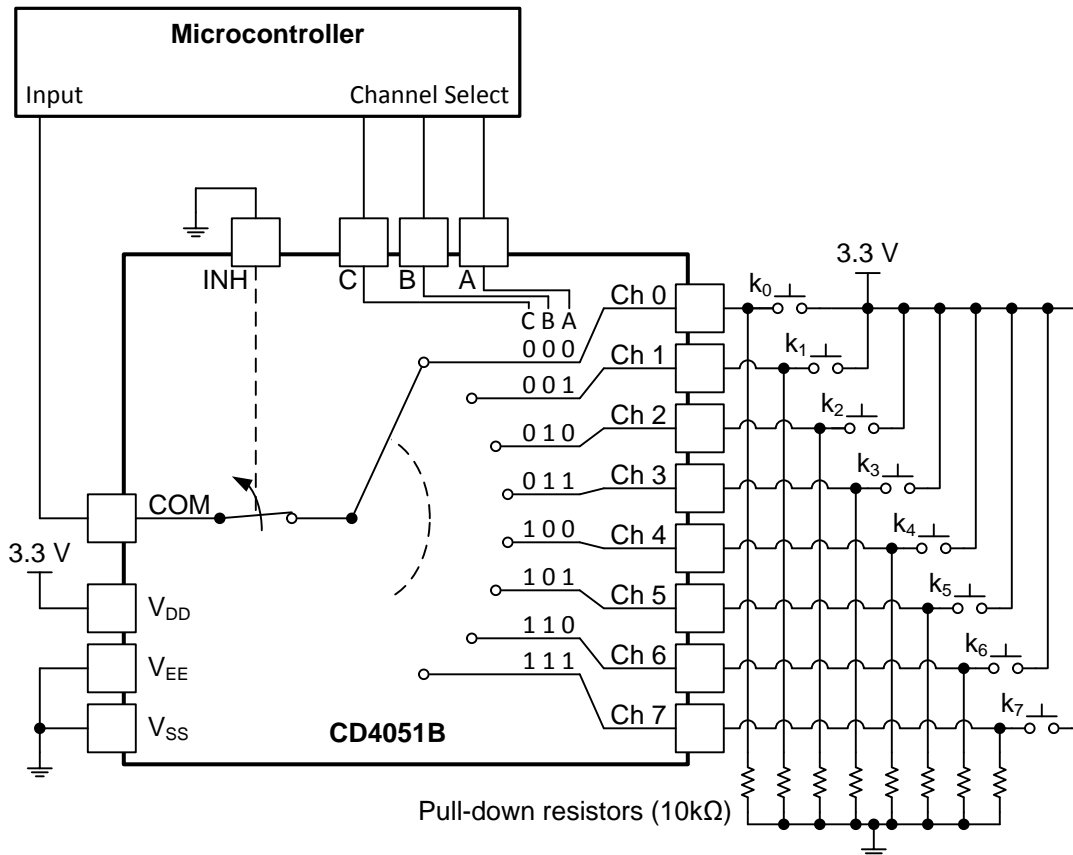 Microcontroller
Input
Channel Select
INH
C
B
A
C B A
3.3 V
k0
Ch 0
0 0 0
k1
Ch 1
0 0 1
k2
Ch 2
0 1 0
k3
Ch 3
0 1 1
COM
k4
Ch 4
1 0 0
3.3 V
k5
Ch 5
1 0 1
VDD
k6
Ch 6
1 1 0
VEE
k7
Ch 7
1 1 1
VSS
CD4051B
Pull-down resistors (10kΩ)